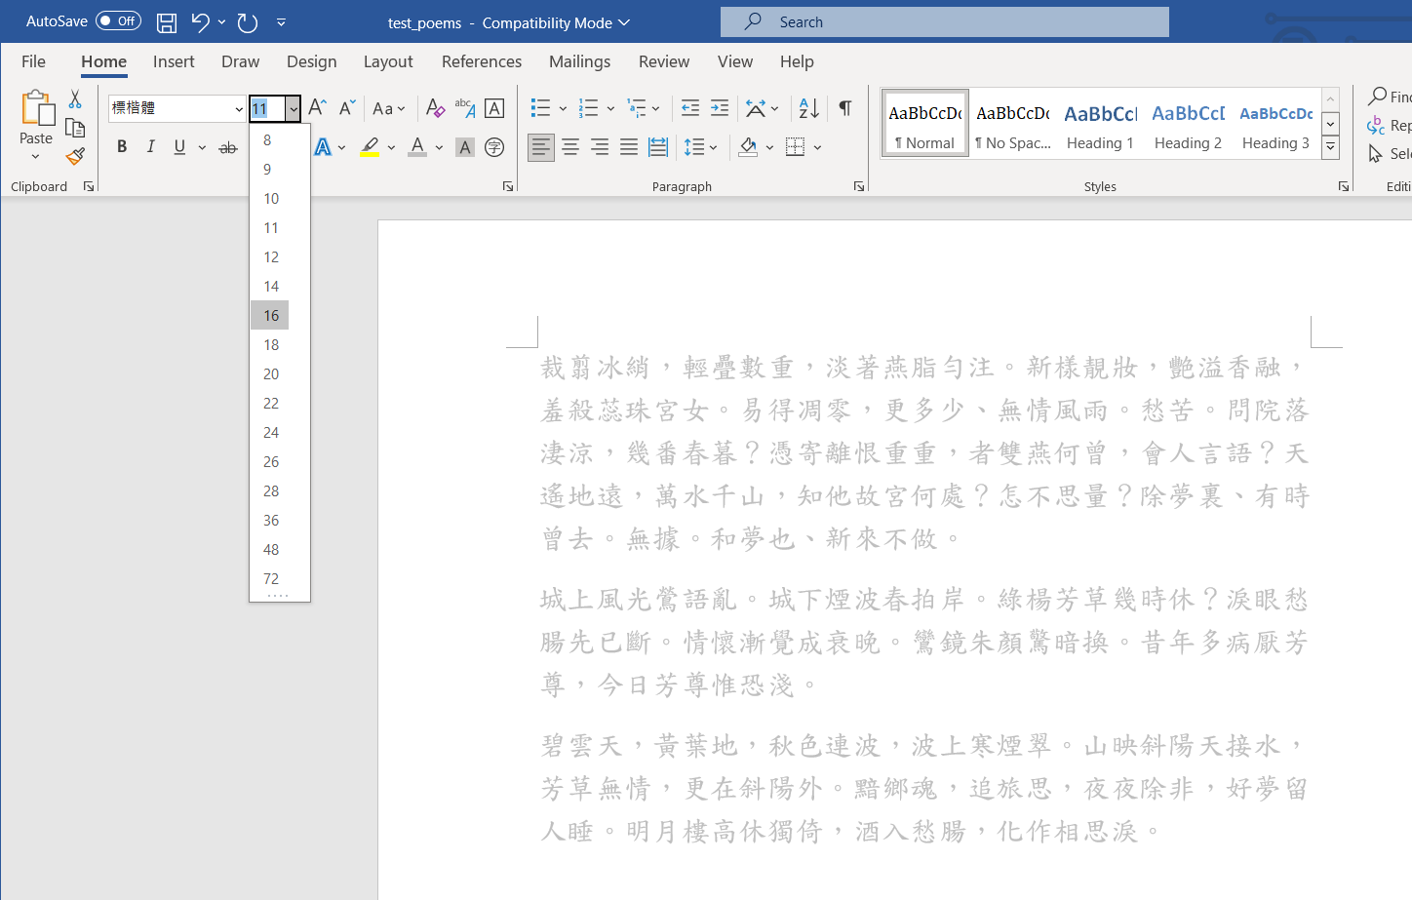 AutoSave Off test_poems - Compatibility Mode Search
File Home Insert Draw Design Layout References Mailings Review View Help
標楷體 11 Aa abc A A AaBbCcDc AaBbCcDc AaBbCcI AaBbCcD AaBbCcDc Find
Paste B I U ab A A A 字 ¶ Normal ¶ No Spac... Heading 1 Heading 2 Heading 3 Rep
Sele
Clipboard Paragraph Styles Editi
8
9
10
11
12
14
16
18
20
22
24
26
28
36
48
72
裁翦冰綃，輕疊數重，淡著燕脂勻注。新樣靚妝，艷溢香融，
羞殺蕊珠宮女。易得凋零，更多少、無情風雨。愁苦。問院落
淒涼，幾番春暮？憑寄離恨重重，者雙燕何曾，會人言語？天
遙地遠，萬水千山，知他故宮何處？怎不思量？除夢裏、有時
曾去。無據。和夢也、新來不做。
城上風光鶯語亂。城下煙波春拍岸。綠楊芳草幾時休？淚眼愁
腸先已斷。情懷漸覺成衰晚。鸞鏡朱顏驚暗換。昔年多病厭芳
尊，今日芳尊惟恐淺。
碧雲天，黃葉地，秋色連波，波上寒煙翠。山映斜陽天接水，
芳草無情，更在斜陽外。黯鄉魂，追旅思，夜夜除非，好夢留
人睡。明月樓高休獨倚，酒入愁腸，化作相思淚。